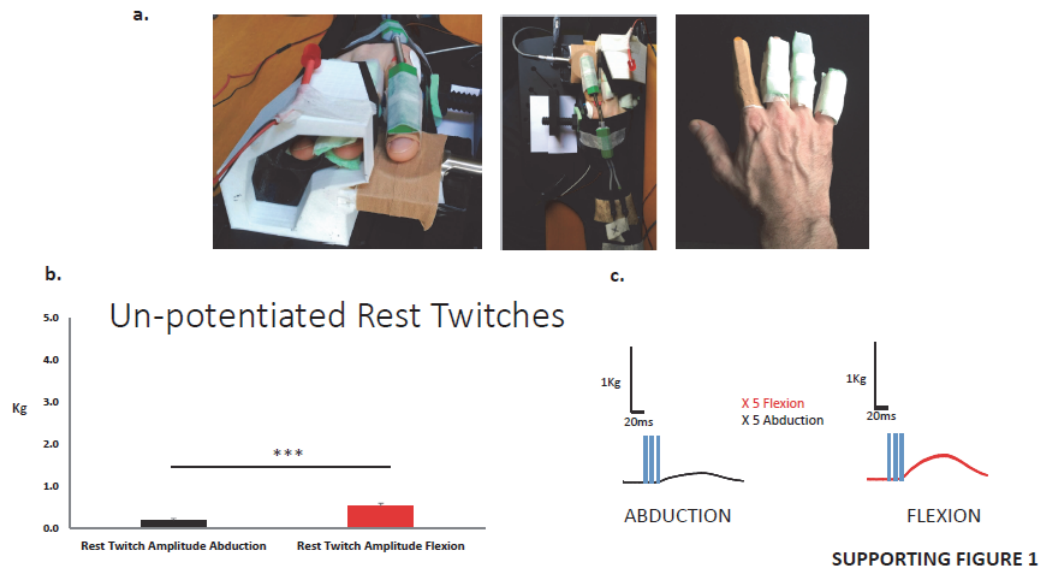 a.
b.
Un-potentiated Rest Twitches
5.0
4.0
3.0
2.0
1.0
0.0
Kg
***
Rest Twitch Amplitude Abduction
Rest Twitch Amplitude Flexion
c.
1Kg
20ms
X 5 Flexion
X 5 Abduction
1Kg
20ms
ABDUCTION
FLEXION
SUPPORTING FIGURE 1